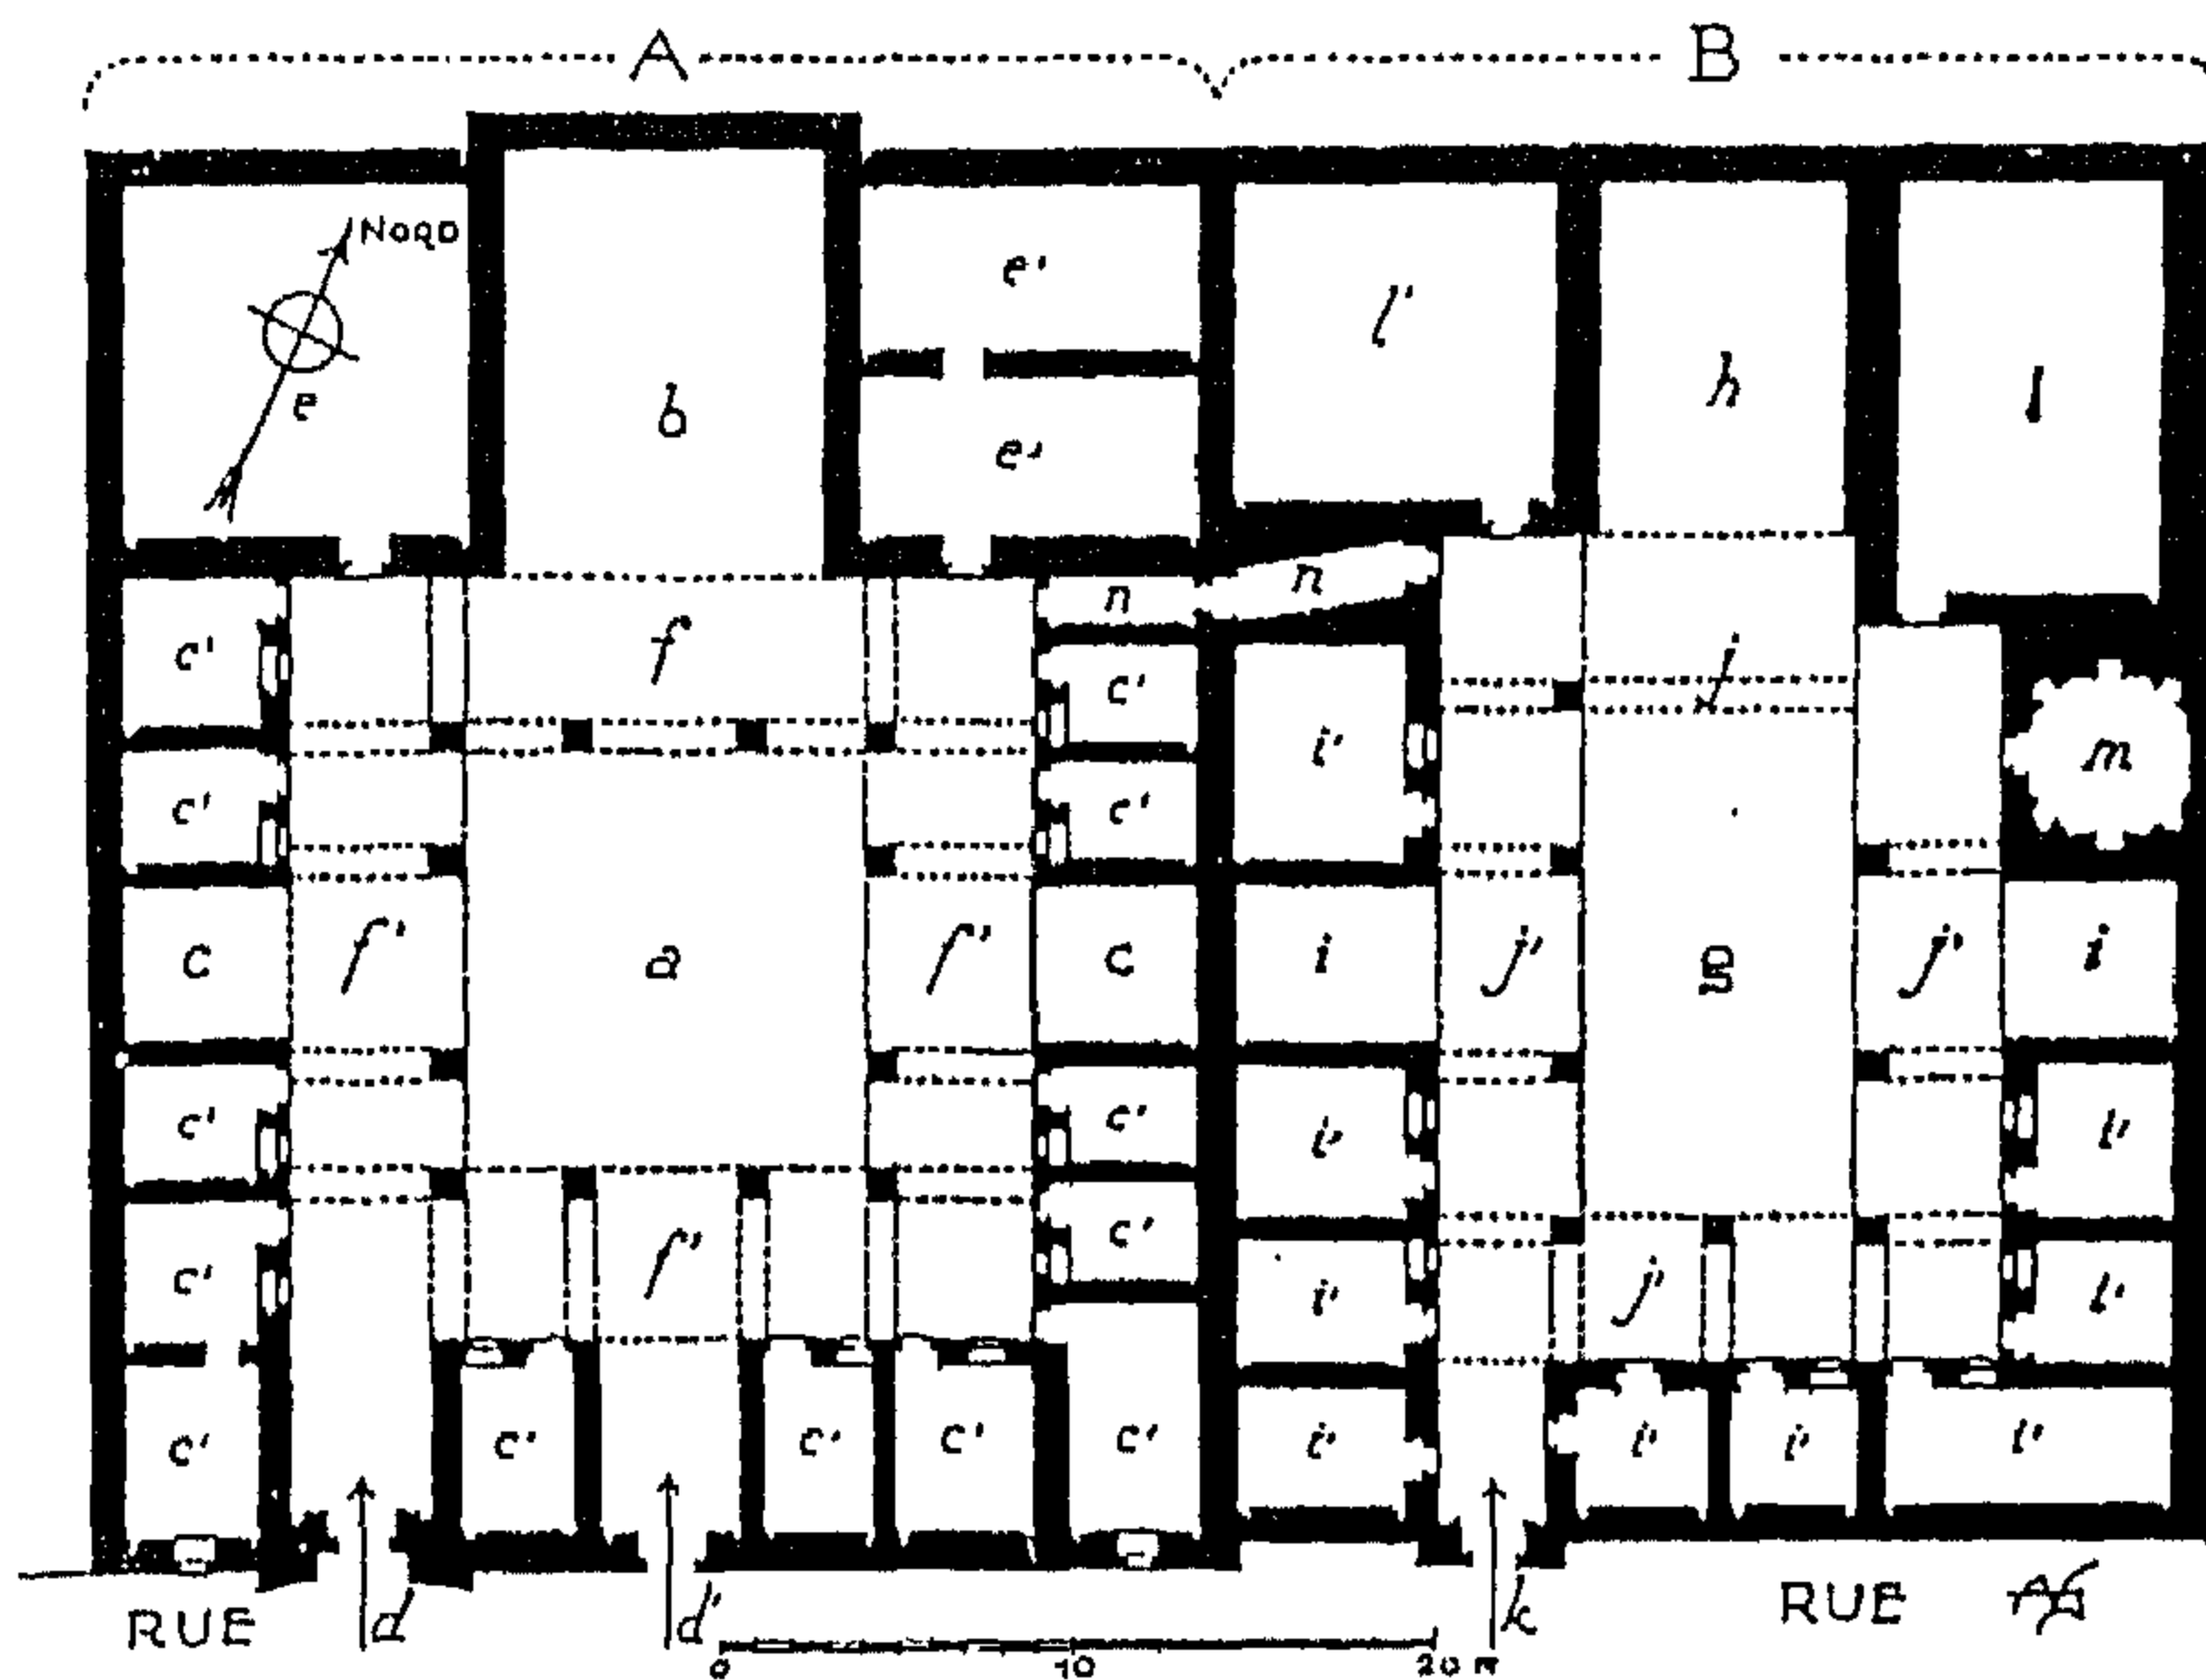 A B
NORD
e
b
e'
e'
l'
h
l
n n
c' f c' i' j m
c' c'
c f' a f' c i j' g j' i
c' c' i' i'
c' f' c' i' j' i'
c' c' c' c' c' i' i' i' i'
RUE d d' k RUE
0 10 20 m